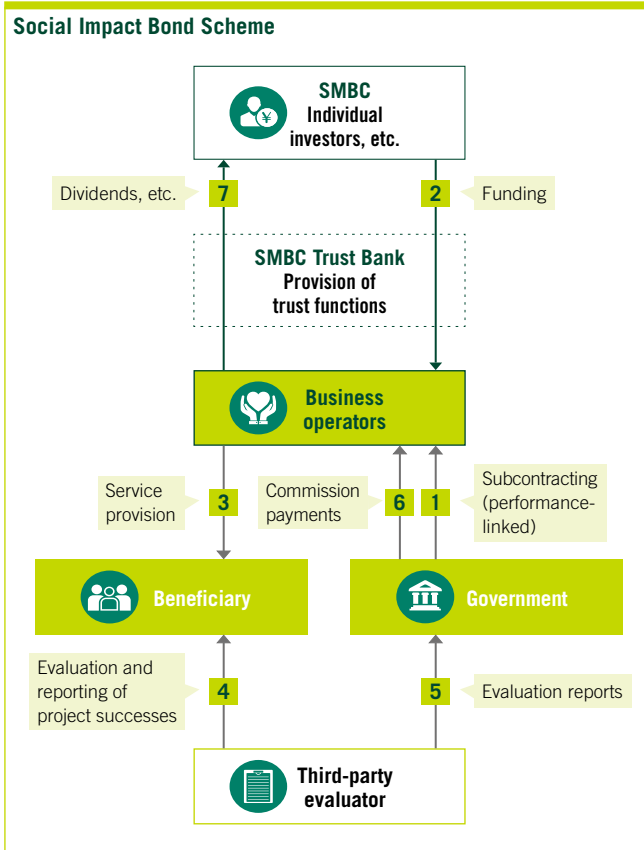 Social Impact Bond Scheme
SMBC
Individual
investors, etc.
¥
Dividends, etc.
7
2
Funding
SMBC Trust Bank
Provision of
trust functions
Business
operators
Service
provision
3
Commission
payments
6
1
Subcontracting
(performance-
linked)
Beneficiary
Government
Evaluation and
reporting of
project successes
4
5
Evaluation reports
Third-party
evaluator